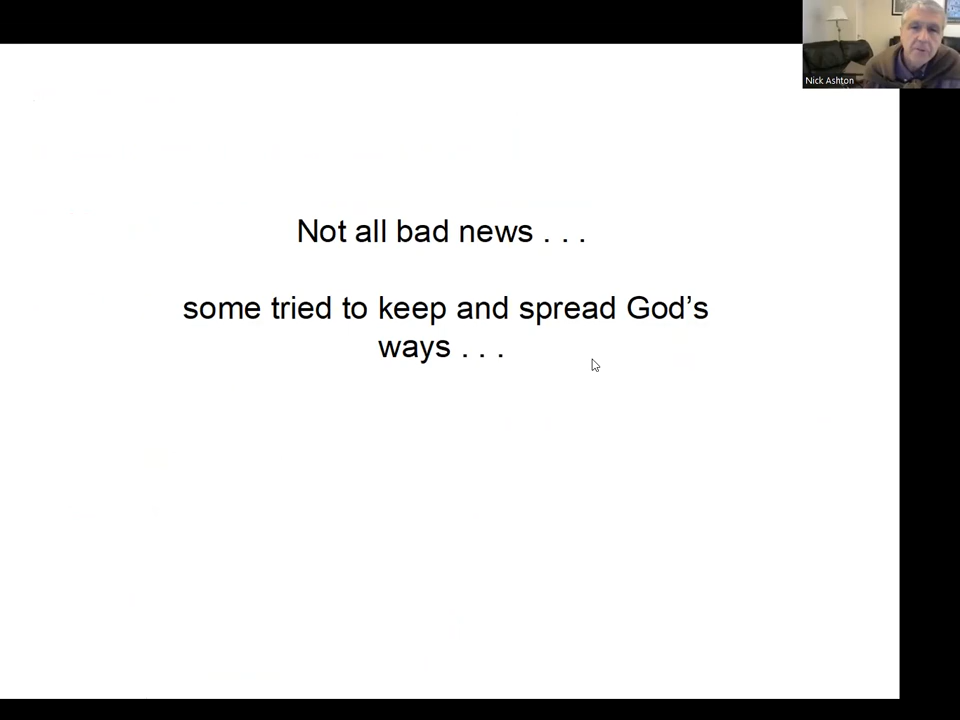 Nick Ashton
Not all bad news . . .
some tried to keep and spread God’s
ways . . .